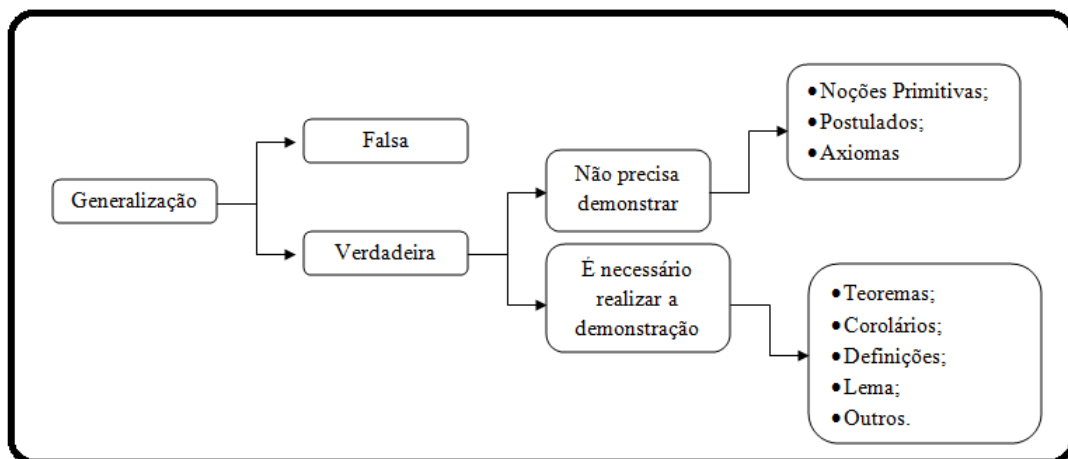 Generalização
Falsa
Verdadeira
Não precisa
demonstrar
É necessário
realizar a
demonstração
•Noções Primitivas;
•Postulados;
•Axiomas
•Teoremas;
•Corolários;
•Definições;
•Lema;
•Outros.